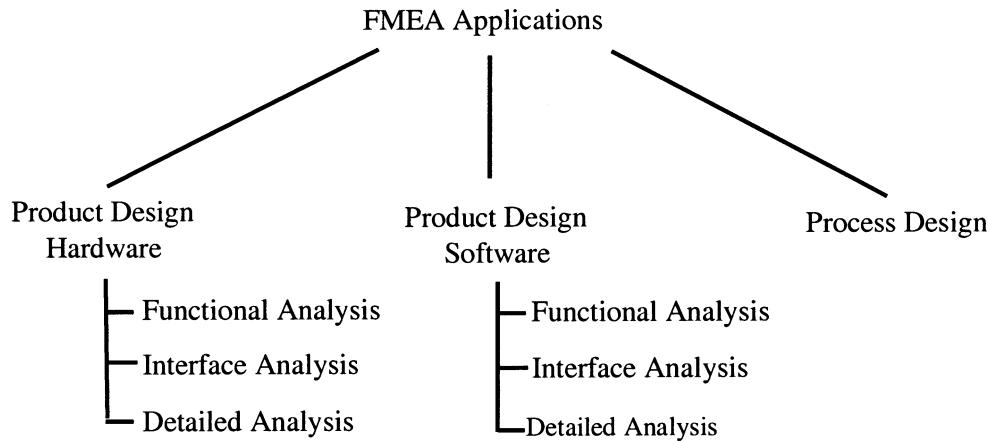 FMEA Applications
Product Design
Hardware
Functional Analysis
Interface Analysis
Detailed Analysis
Product Design
Software
Functional Analysis
Interface Analysis
Detailed Analysis
Process Design